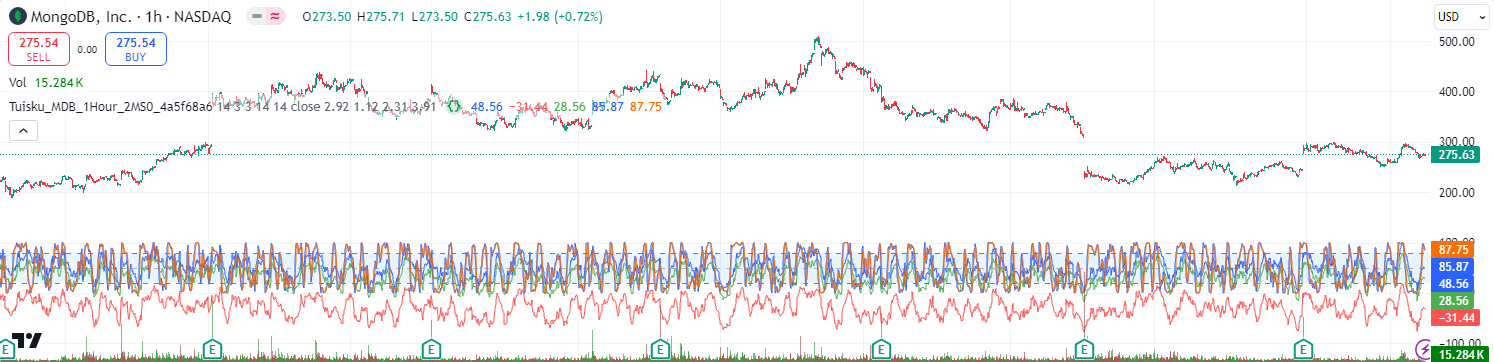 MongoDB, Inc. · 1h · NASDAQ O273.50 H275.71 L273.50 C275.63 +1.98 (+0.72%)
USD
275.54 SELL 0.00 275.54 BUY
Vol 15.284 K
Tuisku_MDB_1Hour_2MS0_4a5f68a6 14 3 3 14 14 close 2.92 1.12 2.31 3.91 {} 48.56 −31.44 28.56 85.87 87.75
500.00
400.00
300.00
275.63
200.00
100.00
87.75
85.87
48.56
28.56
−31.44
−100.00
15.284 K
E E E E E E E